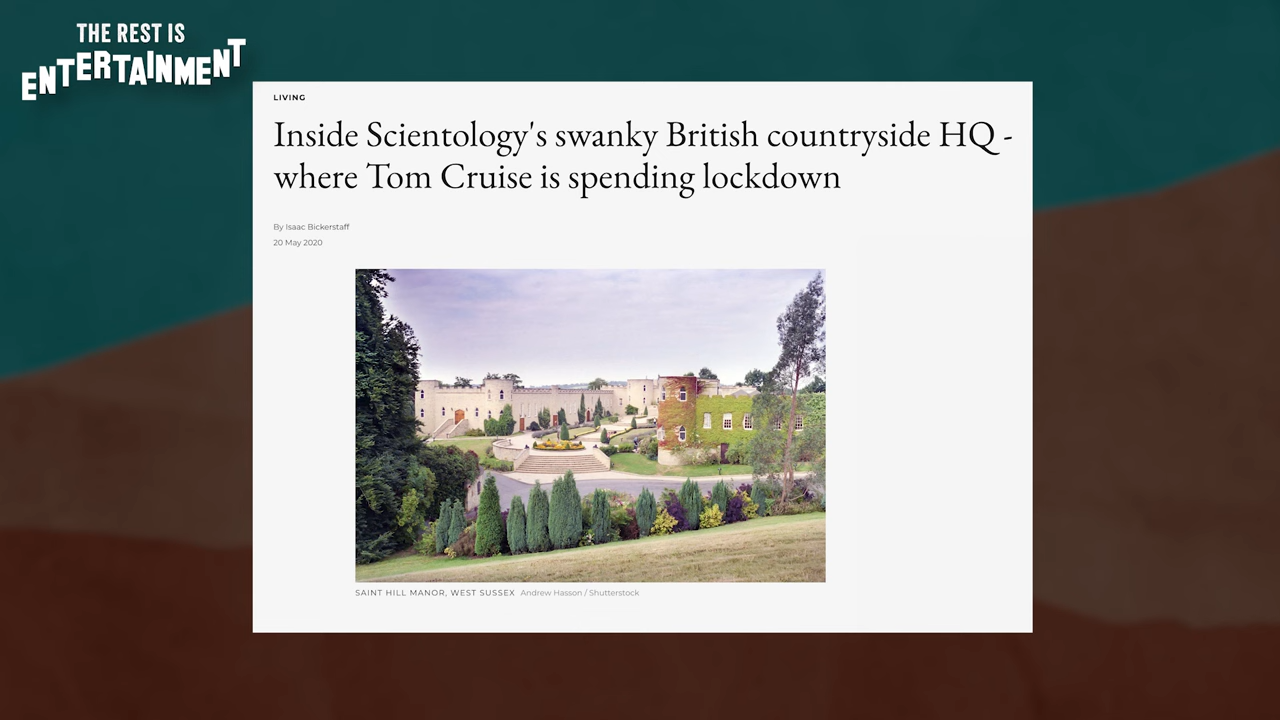 THE REST IS
ENTERTAINMENT
LIVING
Inside Scientology's swanky British countryside HQ -
where Tom Cruise is spending lockdown
By Isaac Bickerstaff
20 May 2020
SAINT HILL MANOR, WEST SUSSEX Andrew Hasson / Shutterstock